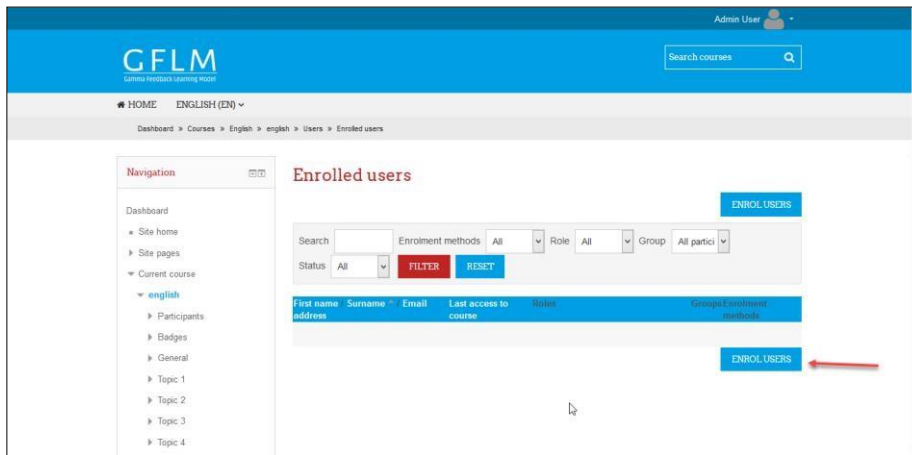 Admin User
GFLM
Gamma Feedback Learning Model
Search courses
HOME ENGLISH (EN)
Dashboard » Courses » English » english » Users » Enrolled users
Navigation
Dashboard
Site home
Site pages
Current course
english
Participants
Badges
General
Topic 1
Topic 2
Topic 3
Topic 4
Enrolled users
ENROL USERS
Search Enrolment methods All Role All Group All partici
Status All FILTER RESET
First name / Surname ^ / Email Last access to Roles Groups Enrolment
address course methods
ENROL USERS